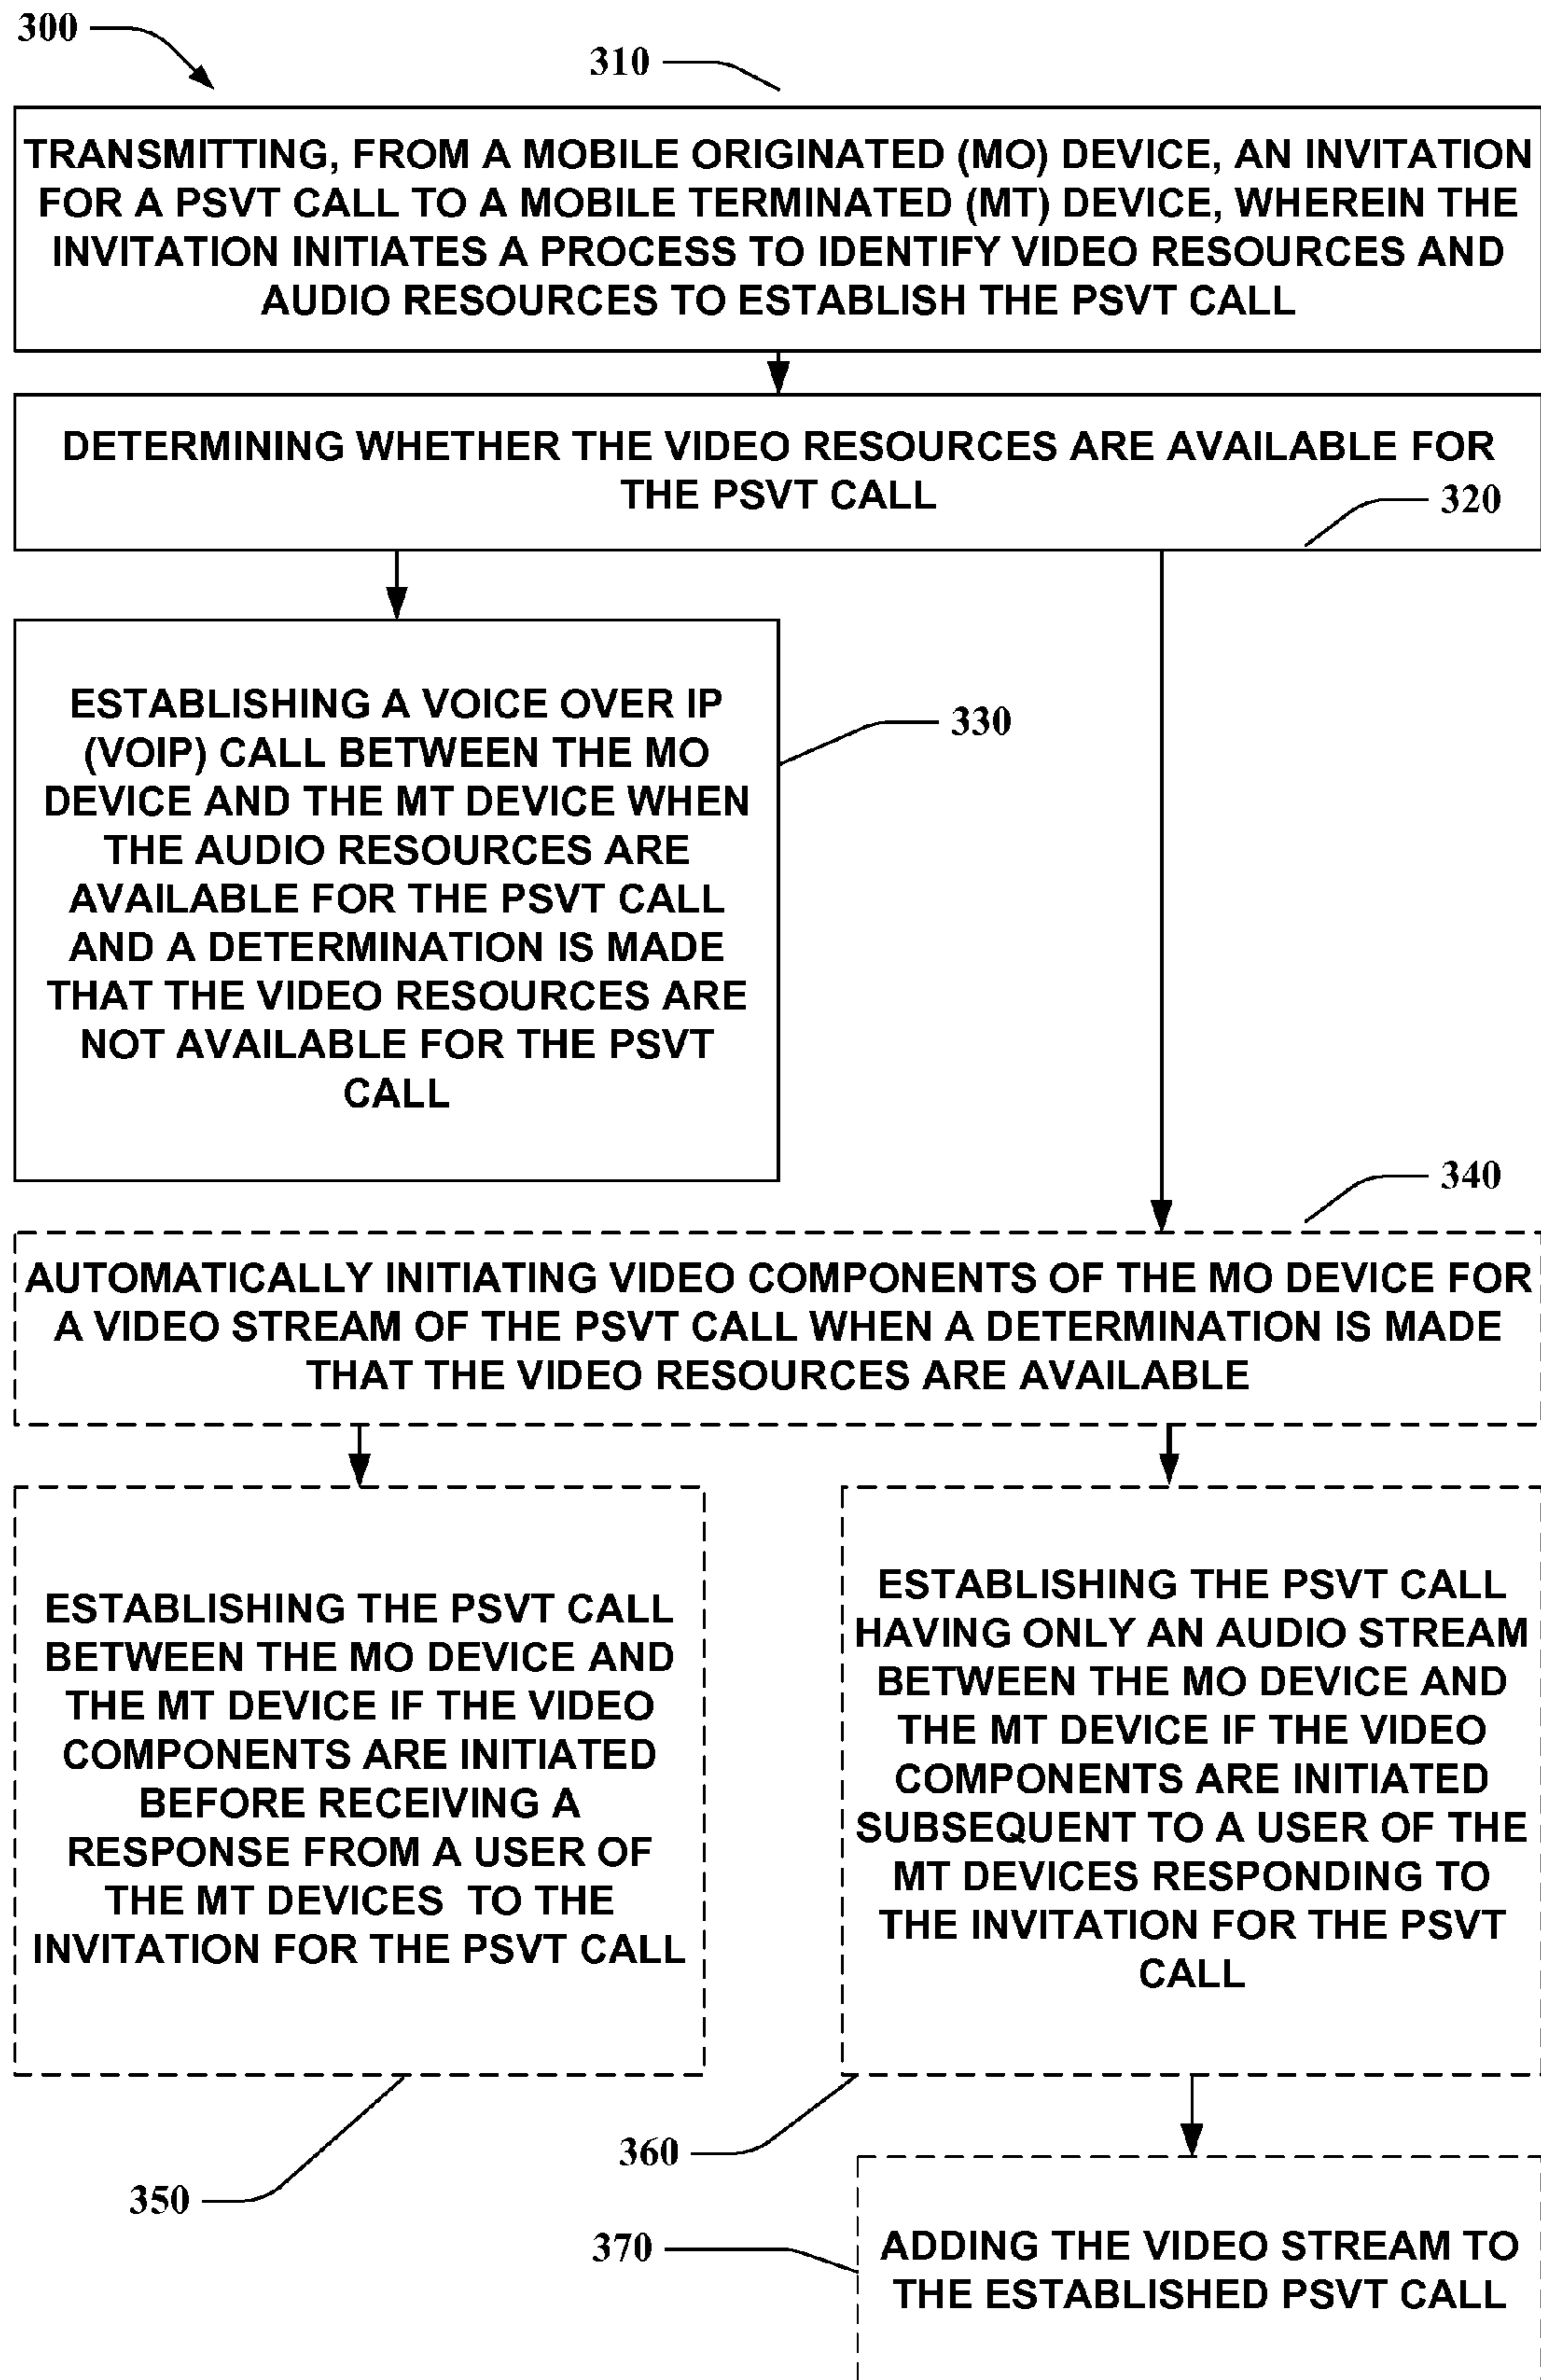 300
310
TRANSMITTING, FROM A MOBILE ORIGINATED (MO) DEVICE, AN INVITATION
FOR A PSVT CALL TO A MOBILE TERMINATED (MT) DEVICE, WHEREIN THE
INVITATION INITIATES A PROCESS TO IDENTIFY VIDEO RESOURCES AND
AUDIO RESOURCES TO ESTABLISH THE PSVT CALL
DETERMINING WHETHER THE VIDEO RESOURCES ARE AVAILABLE FOR
THE PSVT CALL
320
ESTABLISHING A VOICE OVER IP
(VOIP) CALL BETWEEN THE MO
DEVICE AND THE MT DEVICE WHEN
THE AUDIO RESOURCES ARE
AVAILABLE FOR THE PSVT CALL
AND A DETERMINATION IS MADE
THAT THE VIDEO RESOURCES ARE
NOT AVAILABLE FOR THE PSVT
CALL
330
340
AUTOMATICALLY INITIATING VIDEO COMPONENTS OF THE MO DEVICE FOR
A VIDEO STREAM OF THE PSVT CALL WHEN A DETERMINATION IS MADE
THAT THE VIDEO RESOURCES ARE AVAILABLE
ESTABLISHING THE PSVT CALL
BETWEEN THE MO DEVICE AND
THE MT DEVICE IF THE VIDEO
COMPONENTS ARE INITIATED
BEFORE RECEIVING A
RESPONSE FROM A USER OF
THE MT DEVICES TO THE
INVITATION FOR THE PSVT CALL
350
ESTABLISHING THE PSVT CALL
HAVING ONLY AN AUDIO STREAM
BETWEEN THE MO DEVICE AND
THE MT DEVICE IF THE VIDEO
COMPONENTS ARE INITIATED
SUBSEQUENT TO A USER OF THE
MT DEVICES RESPONDING TO
THE INVITATION FOR THE PSVT
CALL
360
370
ADDING THE VIDEO STREAM TO
THE ESTABLISHED PSVT CALL